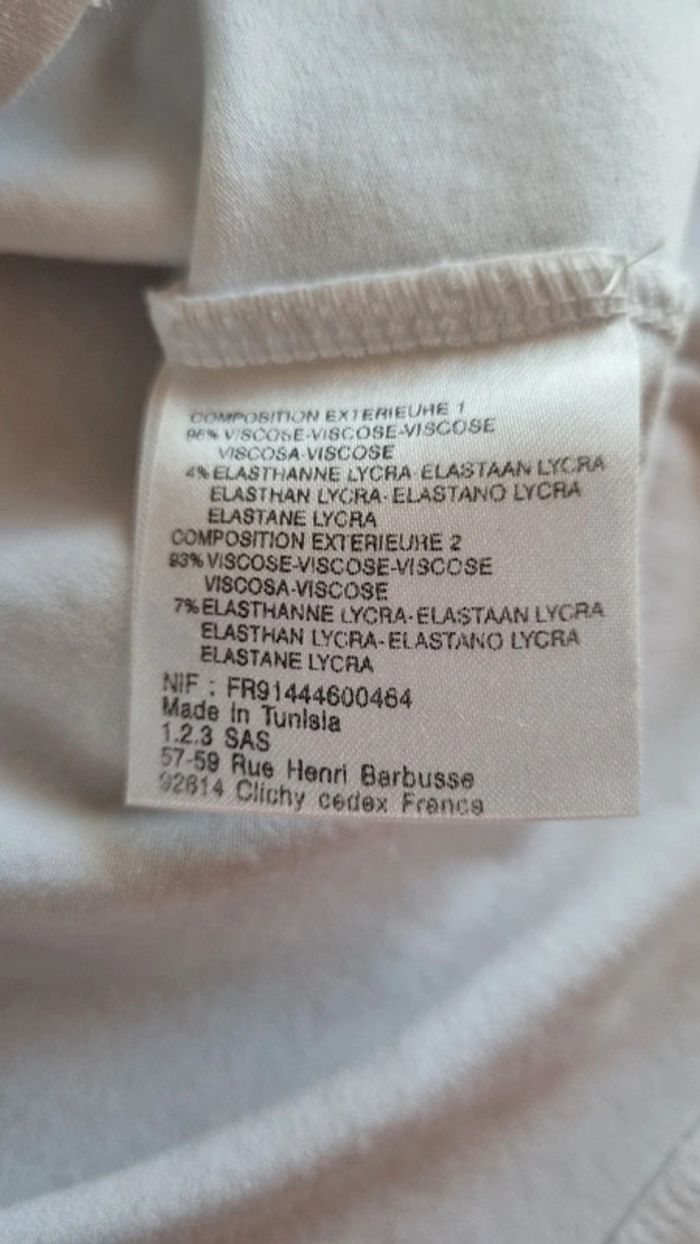 COMPOSITION EXTERIEURE 1
96% VISCOSE-VISCOSE-VISCOSE
VISCOSA-VISCOSE
4% ELASTHANNE LYCRA-ELASTAAN LYCRA
ELASTHAN LYCRA-ELASTANO LYCRA
ELASTANE LYCRA
COMPOSITION EXTERIEURE 2
93% VISCOSE-VISCOSE-VISCOSE
VISCOSA-VISCOSE
7% ELASTHANNE LYCRA-ELASTAAN LYCRA
ELASTHAN LYCRA-ELASTANO LYCRA
ELASTANE LYCRA
NIF : FR91444600464
Made in Tunisia
1.2.3 SAS
57-59 Rue Henri Barbusse
92614 Clichy cedex France